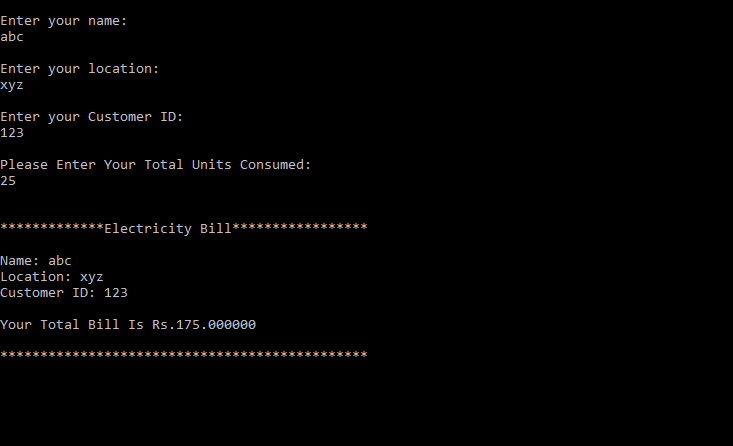 Enter your name:
abc
Enter your location:
xyz
Enter your Customer ID:
123
Please Enter Your Total Units Consumed:
25
*************Electricity Bill*****************
Name: abc
Location: xyz
Customer ID: 123
Your Total Bill Is Rs.175.000000
**********************************************